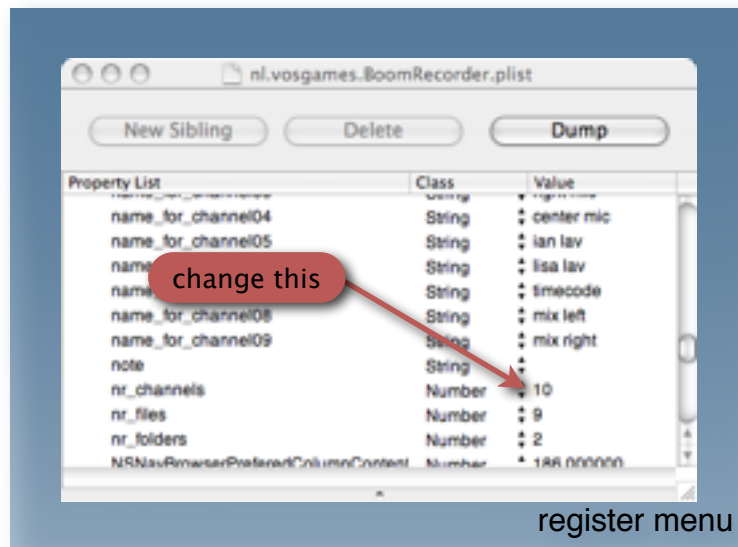 nl.vosgames.BoomRecorder.plist
New Sibling Delete Dump
Property List Class Value
name_for_channel04 String center mic
name_for_channel05 String ian lav
String lisa lav
change this
String timecode
name_for_channel08 String mix left
name_for_channel09 String mix right
note String
nr_channels Number 10
nr_files Number 9
nr_folders Number 2
NSNavBrowserPreferedColumnContent Number 186.000000
register menu